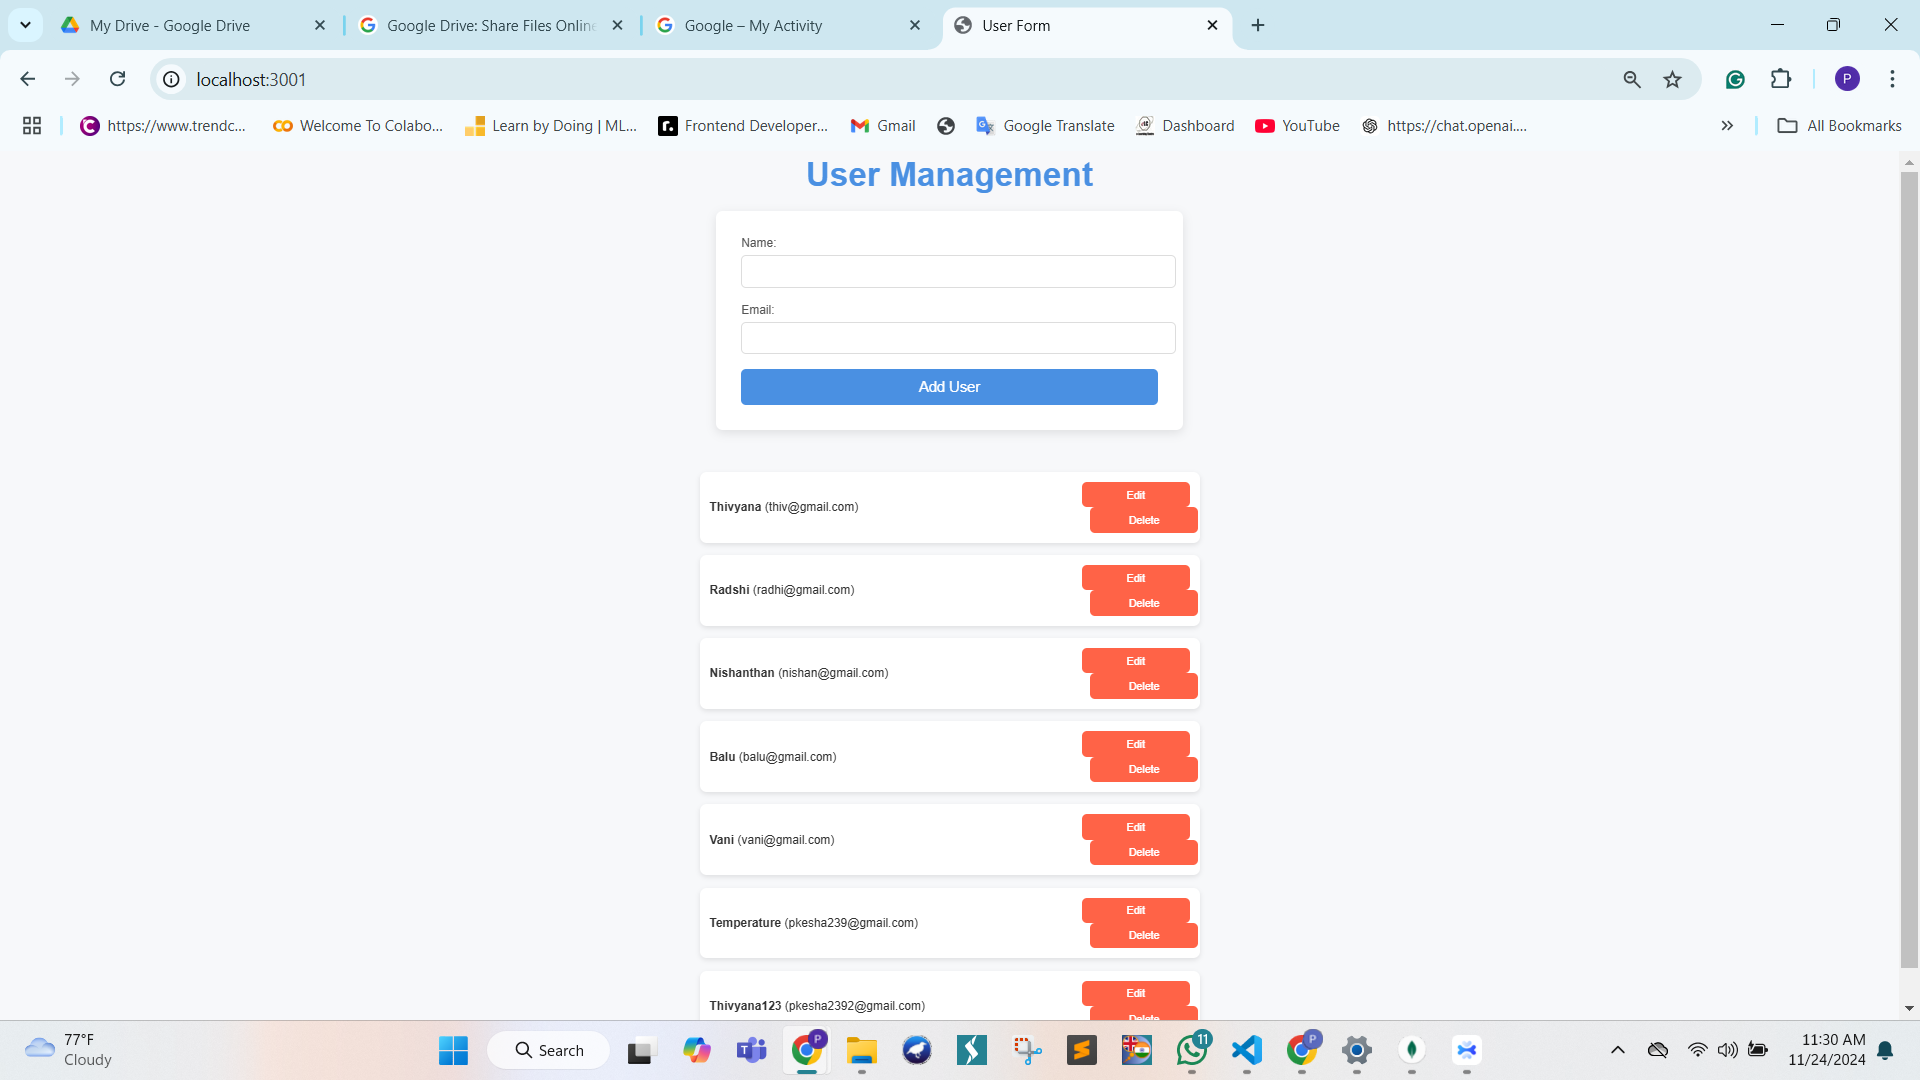 My Drive - Google Drive
Google Drive: Share Files Online
Google – My Activity
User Form
localhost:3001
P
https://www.trendc...
Welcome To Colabo...
Learn by Doing | ML...
Frontend Developer...
Gmail
Google Translate
Dashboard
YouTube
https://chat.openai....
All Bookmarks
User Management
Name:
Email:
Add User
Thivyana (thiv@gmail.com)
Edit
Delete
Radshi (radhi@gmail.com)
Edit
Delete
Nishanthan (nishan@gmail.com)
Edit
Delete
Balu (balu@gmail.com)
Edit
Delete
Vani (vani@gmail.com)
Edit
Delete
Temperature (pkesha239@gmail.com)
Edit
Delete
Thivyana123 (pkesha2392@gmail.com)
Edit
Delete
77°F
Cloudy
Search
P
11
P
11:30 AM
11/24/2024